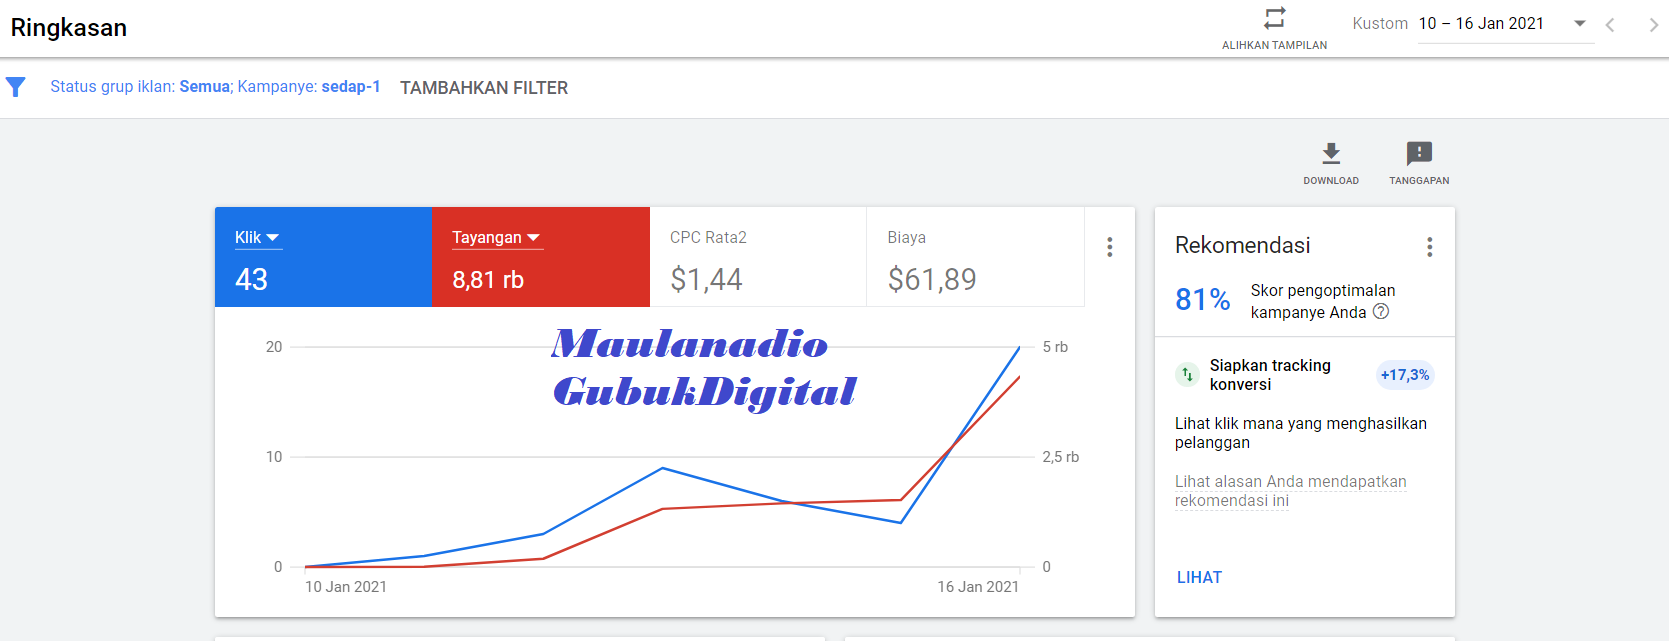 Ringkasan
ALIHKAN TAMPILAN
Kustom 10 – 16 Jan 2021
Status grup iklan: Semua; Kampanye: sedap-1 TAMBAHKAN FILTER
DOWNLOAD
TANGGAPAN
Klik
43
Tayangan
8,81 rb
CPC Rata2
$1,44
Biaya
$61,89
Maulanadio
GubukDigital
20
10
0
5 rb
2,5 rb
0
10 Jan 2021
16 Jan 2021
Rekomendasi
81%
Skor pengoptimalan
kampanye Anda ?
Siapkan tracking
konversi
+17,3%
Lihat klik mana yang menghasilkan
pelanggan
Lihat alasan Anda mendapatkan
rekomendasi ini
LIHAT